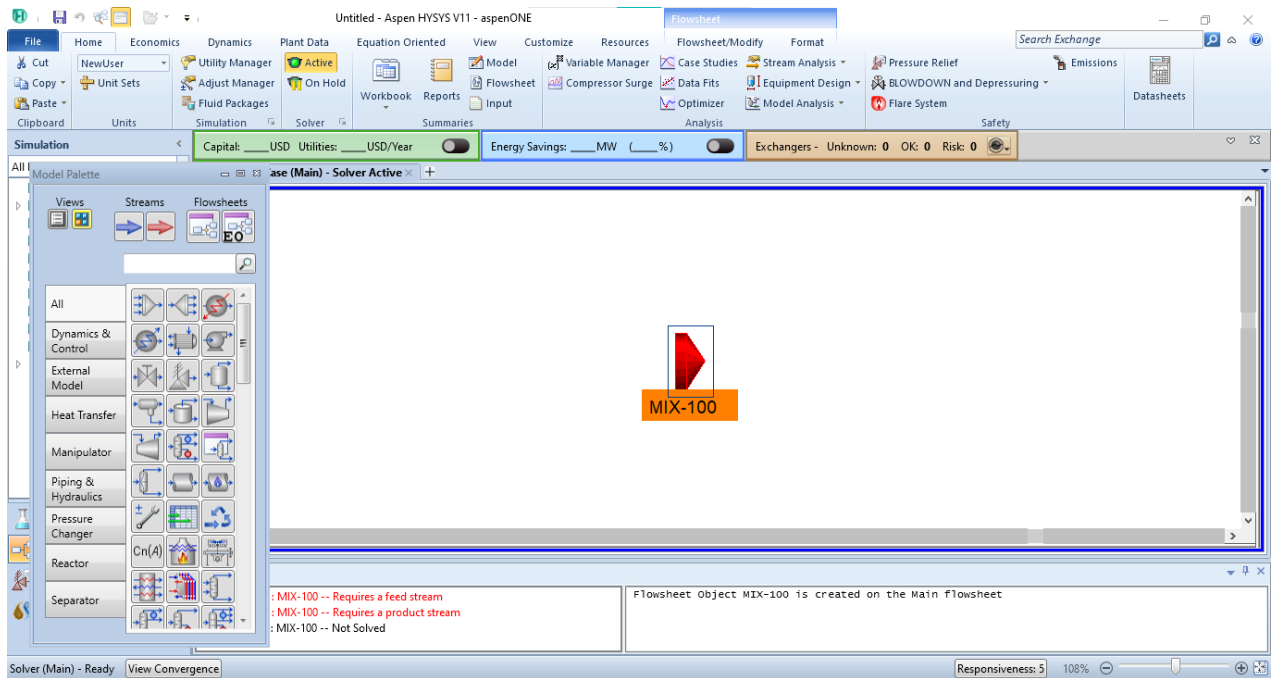 Untitled - Aspen HYSYS V11 - aspenONE
Flowsheet
File Home Economics Dynamics Plant Data Equation Oriented View Customize Resources Flowsheet/Modify Format Search Exchange
Cut NewUser Utility Manager Active Model Variable Manager Case Studies Stream Analysis Pressure Relief Emissions
Copy Unit Sets Adjust Manager On Hold Flowsheet Compressor Surge Data Fits Equipment Design BLOWDOWN and Depressuring
Workbook Reports Datasheets
Paste Fluid Packages Input Optimizer Model Analysis Flare System
Clipboard Units Simulation Solver Summaries Analysis Safety
Simulation < Capital: ____USD Utilities: ____USD/Year Energy Savings: ____MW (____%) Exchangers - Unknown: 0 OK: 0 Risk: 0
All
Model Palette ase (Main) - Solver Active +
Views Streams Flowsheets
EO
All
Dynamics & Control
External Model
Heat Transfer
Manipulator
Piping & Hydraulics
Pressure Changer
Reactor
Separator
Cn(A)
MIX-100
: MIX-100 -- Requires a feed stream
: MIX-100 -- Requires a product stream
: MIX-100 -- Not Solved
Flowsheet Object MIX-100 is created on the Main flowsheet
Solver (Main) - Ready View Convergence Responsiveness: 5 108%